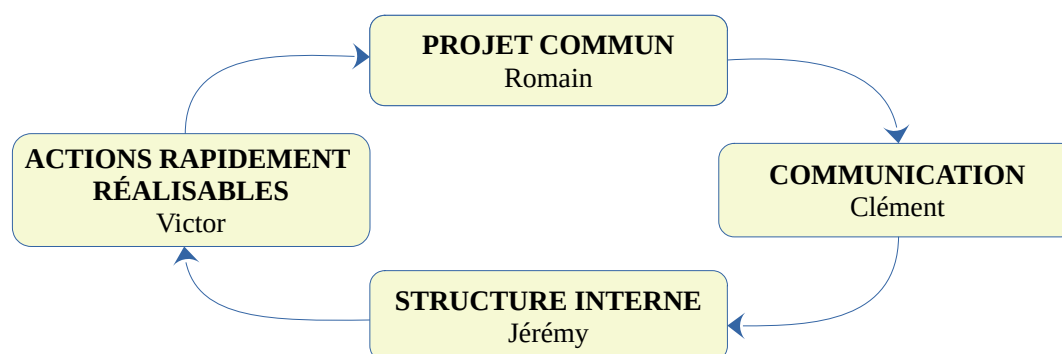 PROJET COMMUN
Romain
ACTIONS RAPIDEMENT
RÉALISABLES
Victor
COMMUNICATION
Clément
STRUCTURE INTERNE
Jérémy